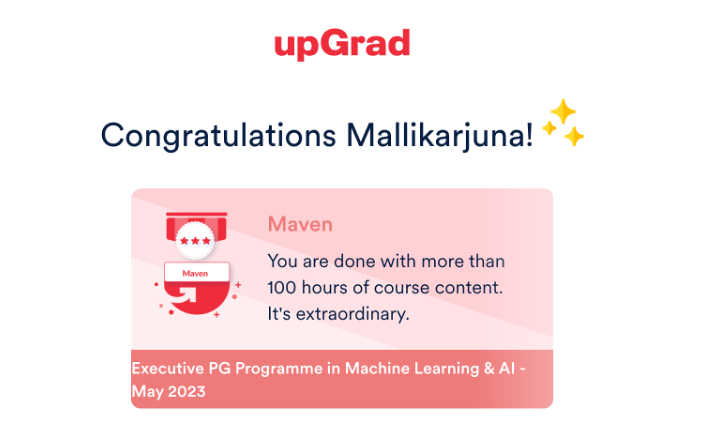 upGrad
Congratulations Mallikarjuna!
Maven
You are done with more than
100 hours of course content.
It's extraordinary.
Maven
Executive PG Programme in Machine Learning & AI -
May 2023